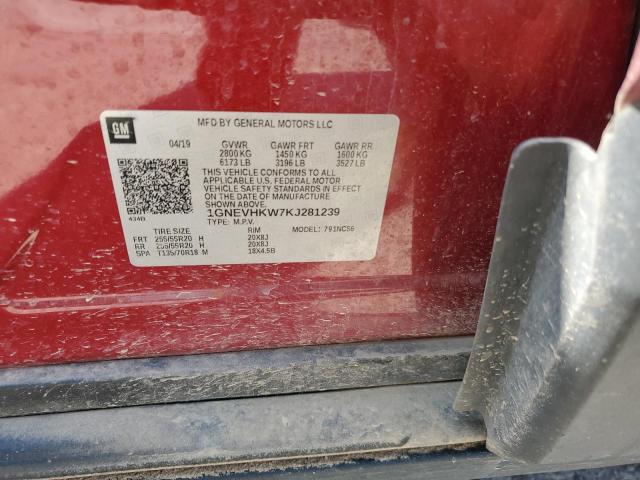 GM
MFD BY GENERAL MOTORS LLC
04/19 GVWR GAWR FRT GAWR RR
2800 KG 1450 KG 1600 KG
6173 LB 3196 LB 3527 LB
THIS VEHICLE CONFORMS TO ALL
APPLICABLE U.S. FEDERAL MOTOR
VEHICLE SAFETY STANDARDS IN EFFECT
ON THE DATE OF MANUFACTURE
SHOWN ABOVE.
1GNEVHKW7KJ281239
TYPE: M.P.V. MODEL: 791NC56
434B
TIRE SIZE RIM
FRT 255/55R20 H 20X8J
RR 255/55R20 H 20X8J
SPA T135/70R18 M 18X4.5B